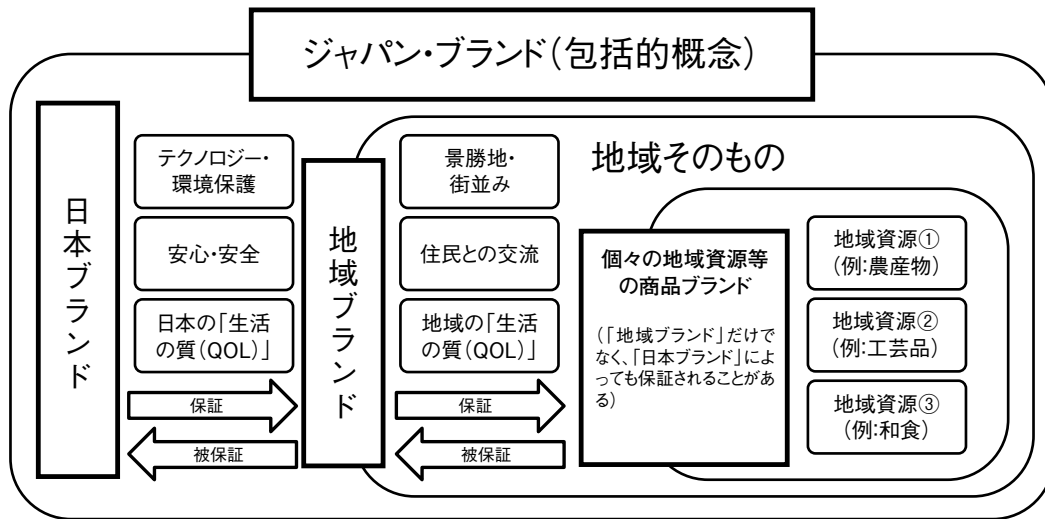 ジャパン・ブランド（包括的概念）
日本ブランド
テクノロジー・
環境保護
安心・安全
日本の「生活
の質（QOL）」
保証
被保証
地域ブランド
地域そのもの
景勝地・
街並み
住民との交流
地域の「生活
の質（QOL）」
保証
被保証
個々の地域資源等
の商品ブランド
（「地域ブランド」だけで
なく、「日本ブランド」によ
っても保証されることがあ
る）
地域資源①
（例：農産物）
地域資源②
（例：工芸品）
地域資源③
（例：和食）